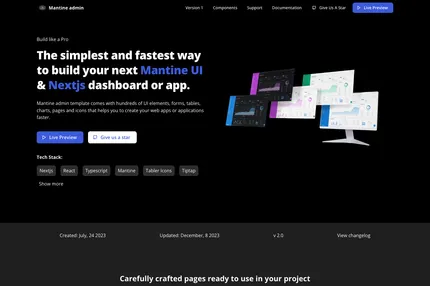 Mantine admin
Version 1
Components
Support
Documentation
Give Us A Star
Live Preview
Build like a Pro
The simplest and fastest way
to build your next Mantine UI
& Nextjs dashboard or app.
Mantine admin template comes with hundreds of UI elements, forms, tables,
charts, pages and icons that helps you to create your web apps or applications
faster.
Live Preview
Give us a star
Tech Stack:
Nextjs
React
Typescript
Mantine
Tabler Icons
Tiptap
Show more
Created: July, 24 2023
Updated: December, 8 2023
v 2.0
View changelog
Carefully crafted pages ready to use in your project